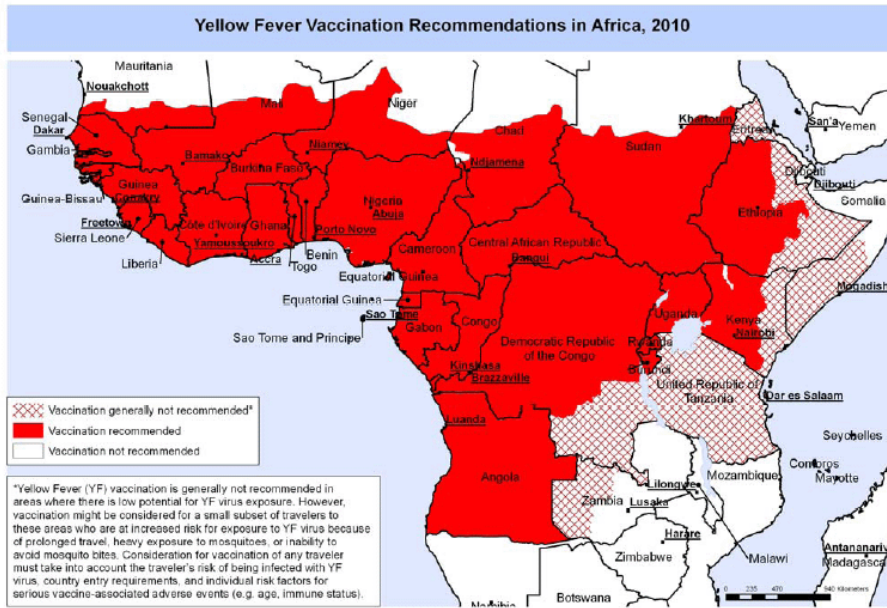 Yellow Fever Vaccination Recommendations in Africa, 2010
Mauritania
Nouakchott
Mali
Niger
Chad
Sudan
Khartoum
Eritrea
San'a
Yemen
Senegal
Dakar
Gambia
Bamako
Niamey
Burkina Faso
Ndjamena
Djibouti
Djibouti
Somalia
Guinea-Bissau
Guinea
Conakry
Nigeria
Abuja
Ethiopia
Freetown
Sierra Leone
Côte d'Ivoire
Ghana
Yamoussoukro
Porto Novo
Benin
Accra
Togo
Liberia
Cameroon
Central African Republic
Bangui
Equatorial Guinea
Mogadish
Equatorial Guinea
Sao Tome
Sao Tome and Principe
Gabon
Congo
Democratic Republic
of the Congo
Uganda
Kenya
Nairobi
Rwanda
Burundi
Kinshasa
Brazzaville
United Republic of
Tanzania
Dar es Salaam
Luanda
Seychelles
Angola
Comoros
Mayotte
Mozambique
Lilongwe
Zambia
Lusaka
Harare
Malawi
Zimbabwe
Antananariv
Madagascar
Namibia
Botswana
Vaccination generally not recommended*
Vaccination recommended
Vaccination not recommended
*Yellow Fever (YF) vaccination is generally not recommended in
areas where there is low potential for YF virus exposure. However,
vaccination might be considered for a small subset of travelers to
these areas who are at increased risk for exposure to YF virus because
of prolonged travel, heavy exposure to mosquitoes, or inability to
avoid mosquito bites. Consideration for vaccination of any traveler
must take into account the traveler's risk of being infected with YF
virus, country entry requirements, and individual risk factors for
serious vaccine-associated adverse events (e.g. age, immune status).
0 235 470 940 Kilometers